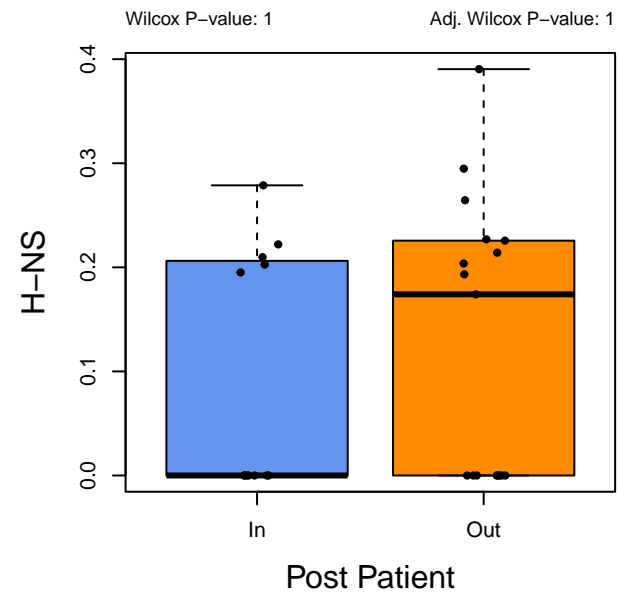 Wilcox P−value: 1
Adj. Wilcox P−value: 1
H−NS
0.4
0.3
0.2
0.1
0.0
In
Out
Post Patient